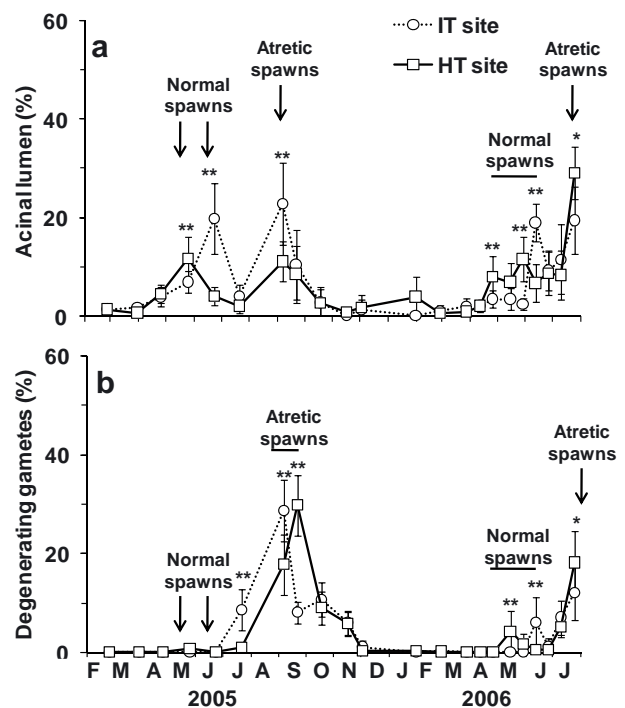 60
a
IT site
HT site
Atretic
spawns
Atretic
spawns
Normal
spawns
Normal
spawns
**
**
**
**
**
**
*
40
20
0
Acinal lumen (%)
60
b
Atretic
spawns
Atretic
spawns
Normal
spawns
Normal
spawns
**
**
**
**
**
*
40
20
0
Degenerating gametes (%)
F M A M J J A S O N D J F M A M J J
2005 2006